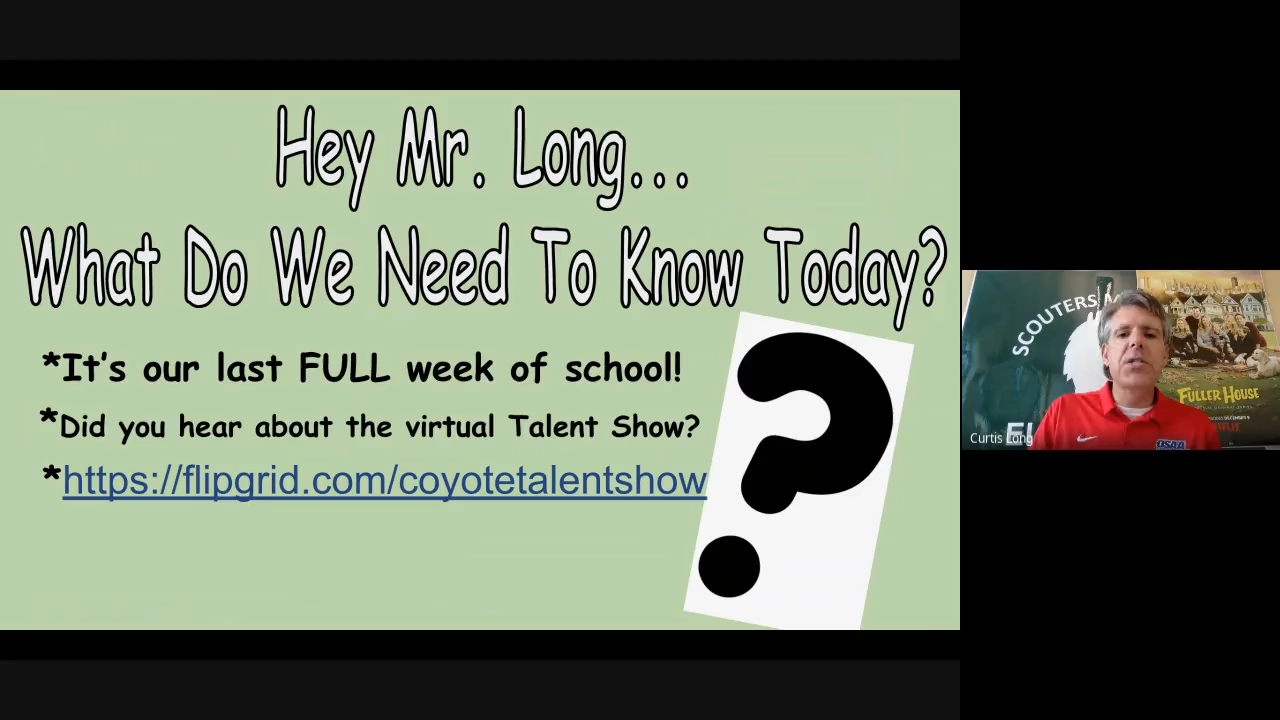 Hey Mr. Long...
What Do We Need To Know Today?
*It's our last FULL week of school!
*Did you hear about the virtual Talent Show?
*https://flipgrid.com/coyotetalentshow
?
SCOUTERS M
FULLER HOUSE
Curtis Long